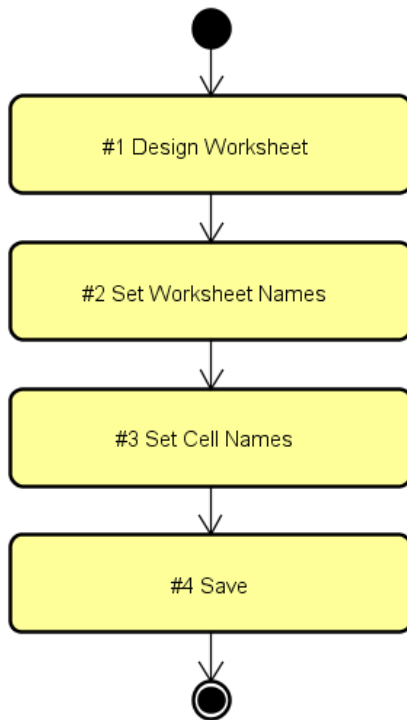 #1 Design Worksheet
#2 Set Worksheet Names
#3 Set Cell Names
#4 Save